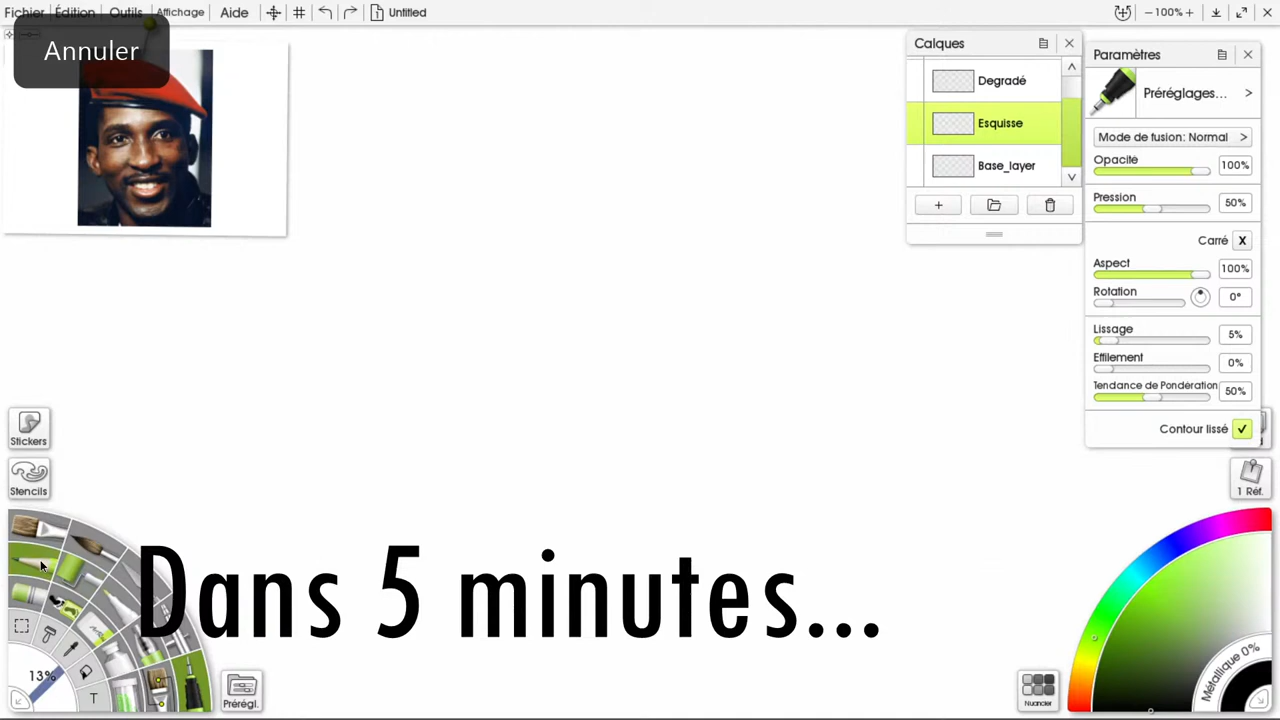 Fichier Édition Outils Affichage Aide Untitled 100%
Annuler
Calques
Degradé
Esquisse
Base_layer
Paramètres
Préréglages...
Mode de fusion: Normal
Opacité 100%
Pression 50%
Carré X
Aspect 100%
Rotation 0°
Lissage 5%
Effilement 0%
Tendance de Pondération 50%
Contour lissé
Stickers
Stencils
1 Réf.
Dans 5 minutes...
13%
T
Prérégl.
Nuancier
Métallique 0%